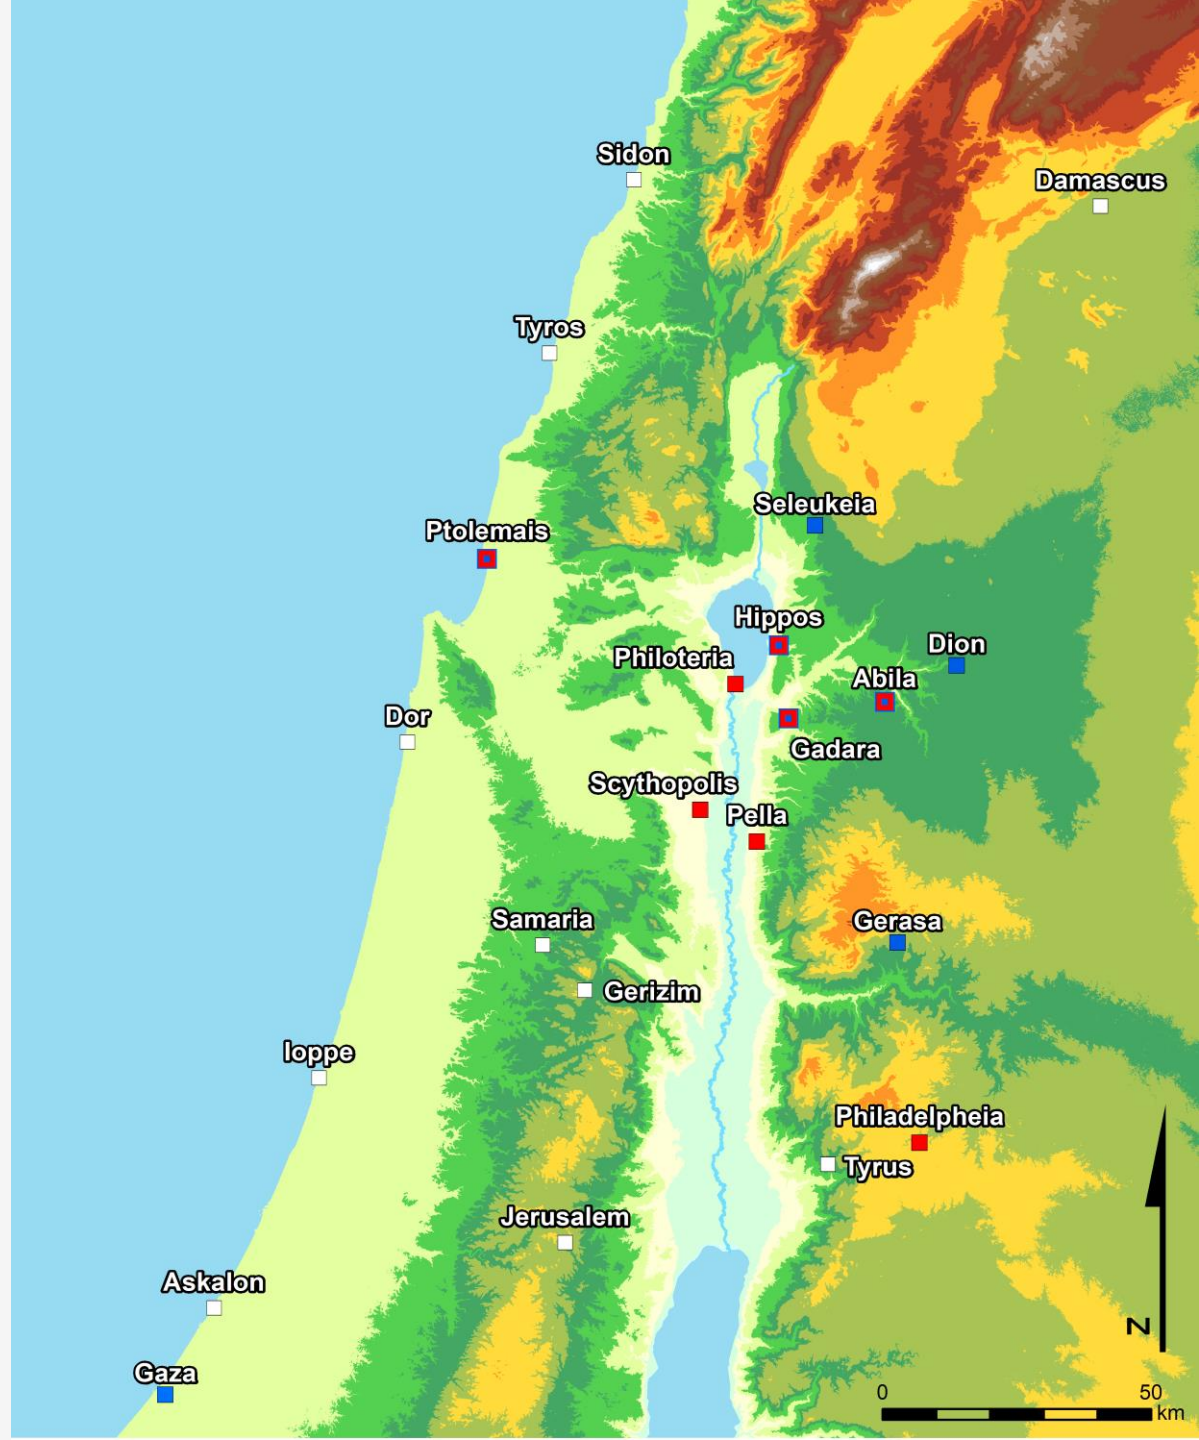 Sidon
Damascus
Tyros
Seleukeia
Ptolemais
Hippos
Dion
Philoteria
Abila
Dor
Gadara
Scythopolis
Pella
Samaria
Gerasa
Gerizim
Ioppe
Philadelpheia
Tyrus
Jerusalem
Askalon
N
Gaza
0 50
km